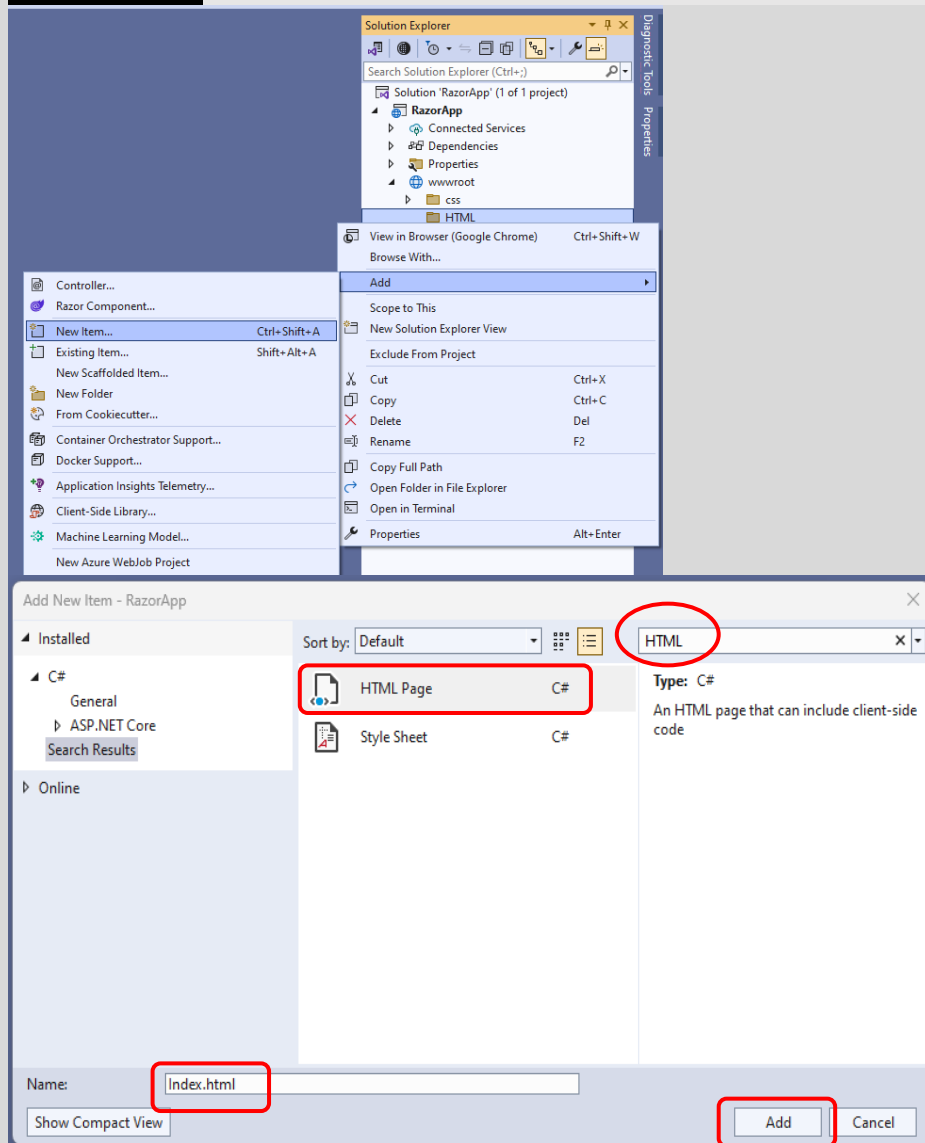 Solution Explorer
Search Solution Explorer (Ctrl+;)
Solution 'RazorApp' (1 of 1 project)
RazorApp
Connected Services
Dependencies
Properties
wwwroot
css
HTML
Diagnostic Tools
Properties
View in Browser (Google Chrome) Ctrl+Shift+W
Browse With...
Add
Scope to This
New Solution Explorer View
Exclude From Project
Cut Ctrl+X
Copy Ctrl+C
Delete Del
Rename F2
Copy Full Path
Open Folder in File Explorer
Open in Terminal
Properties Alt+Enter
Controller...
Razor Component...
New Item... Ctrl+Shift+A
Existing Item... Shift+Alt+A
New Scaffolded Item...
New Folder
From Cookiecutter...
Container Orchestrator Support...
Docker Support...
Application Insights Telemetry...
Client-Side Library...
Machine Learning Model...
New Azure WebJob Project
Add New Item - RazorApp
Installed
C#
General
ASP.NET Core
Search Results
Online
Sort by: Default
HTML
HTML Page C#
Style Sheet C#
Type: C#
An HTML page that can include client-side
code
Name: Index.html
Show Compact View
Add
Cancel